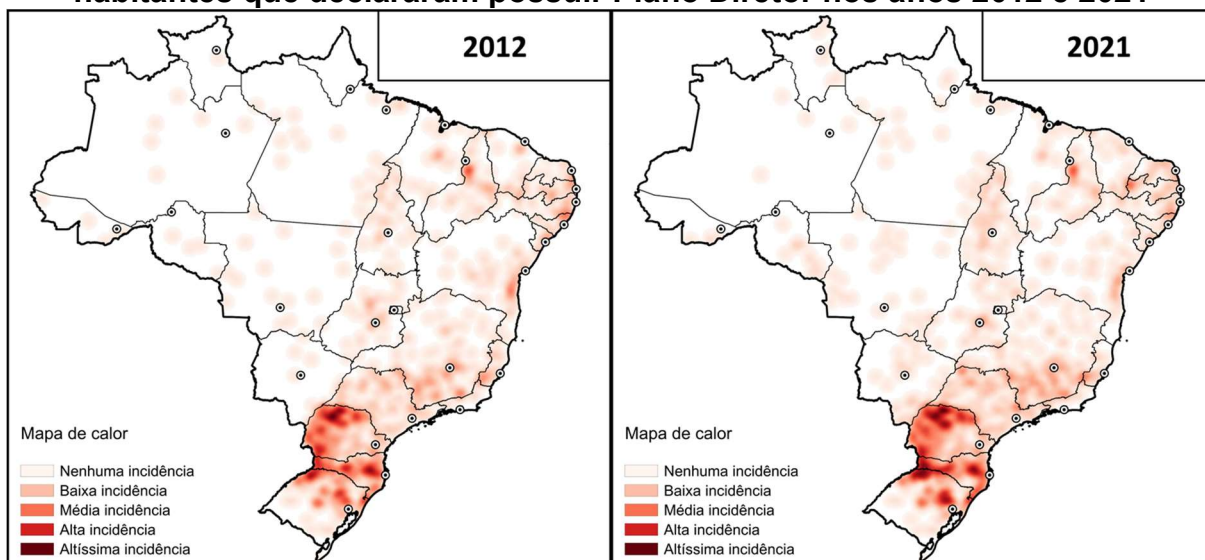 habitantes que declararam possuir Plano Diretor nos anos 2012 e 2021
2012
2021
Mapa de calor
Nenhuma incidência
Baixa incidência
Média incidência
Alta incidência
Altíssima incidência
Mapa de calor
Nenhuma incidência
Baixa incidência
Média incidência
Alta incidência
Altíssima incidência